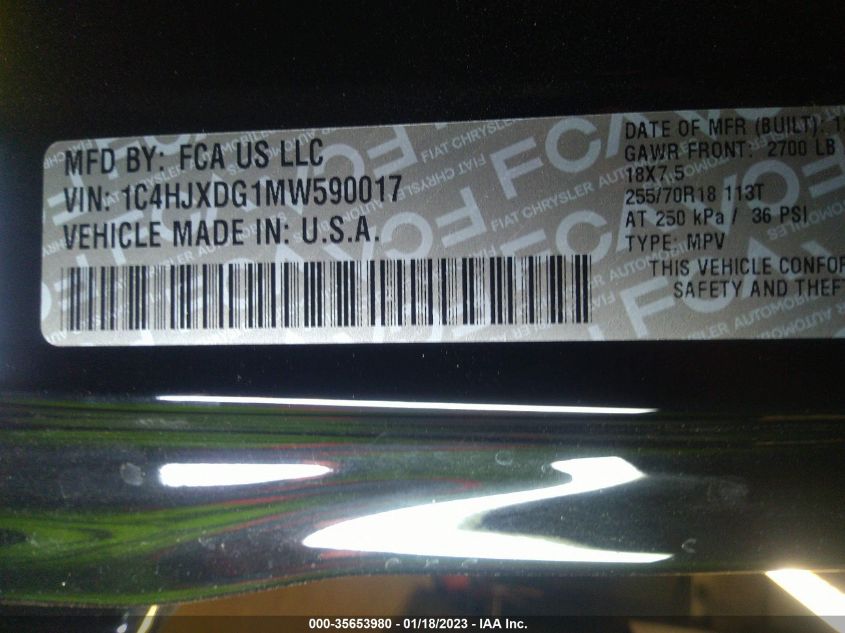 MFD BY: FCA US LLC
VIN: 1C4HJXDG1MW590017
VEHICLE MADE IN: U.S.A.
DATE OF MFR (BUILT): 1
GAWR FRONT: 2700 LB
18X7.5
255/70R18 113T
AT 250 kPa / 36 PSI
TYPE: MPV
THIS VEHICLE CONFOR
SAFETY AND THEFT
000-35653980 - 01/18/2023 - IAA Inc.